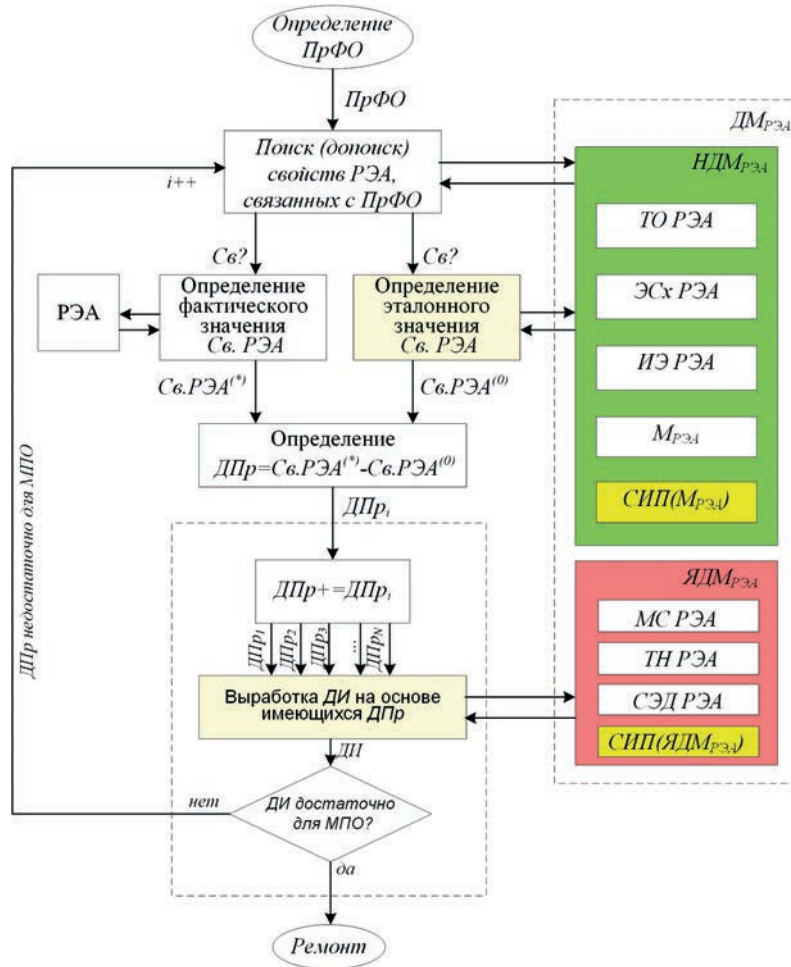 Определение
ПрФО
ПрФО
Поиск (допоиск)
свойств РЭА,
связанных с ПрФО
i++
Св?
Св?
РЭА
Определение
фактического
значения
Св. РЭА
Определение
эталонного
значения
Св. РЭА
Св.РЭА(*)
Св.РЭА(0)
Определение
ДПр=Св.РЭА(*)-Св.РЭА(0)
ДПрi
ДПр+=ДПрi
ДПр1
ДПр2
ДПр3
...
ДПрN
Выработка ДИ на основе
имеющихся ДПр
ДИ
ДИ достаточно
для МПО?
нет
да
Ремонт
ДПр недостаточно для МПО
ДМРЭА
НДМРЭА
ТО РЭА
ЭСх РЭА
ИЭ РЭА
МРЭА
СИП(МРЭА)
ЯДМРЭА
МС РЭА
ТН РЭА
СЭД РЭА
СИП(ЯДМРЭА)